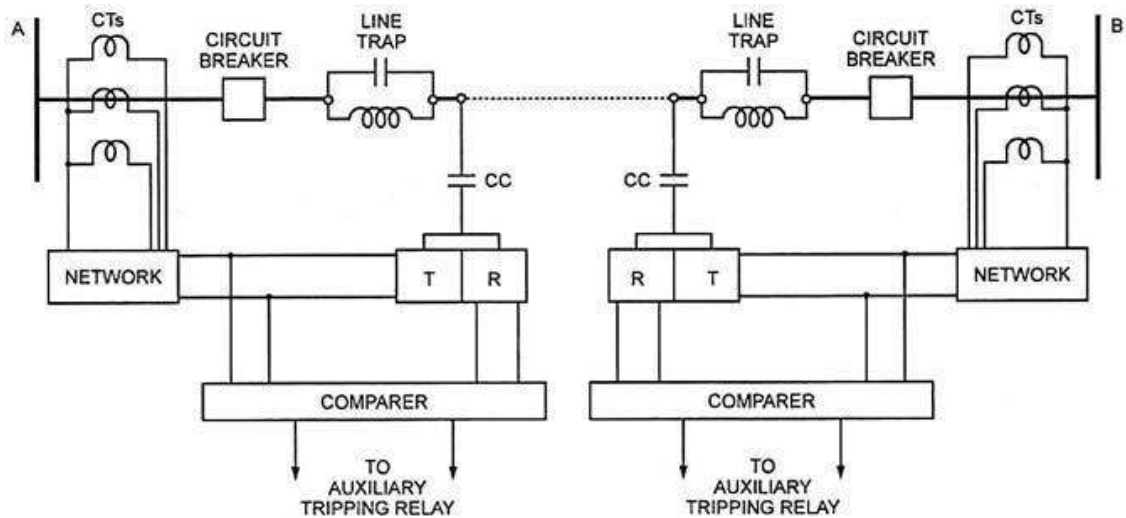 A
CTs
CIRCUIT
BREAKER
LINE
TRAP
LINE
TRAP
CIRCUIT
BREAKER
CTs
B
CC
CC
NETWORK
T
R
R
T
NETWORK
COMPARER
COMPARER
TO
AUXILIARY
TRIPPING RELAY
TO
AUXILIARY
TRIPPING RELAY